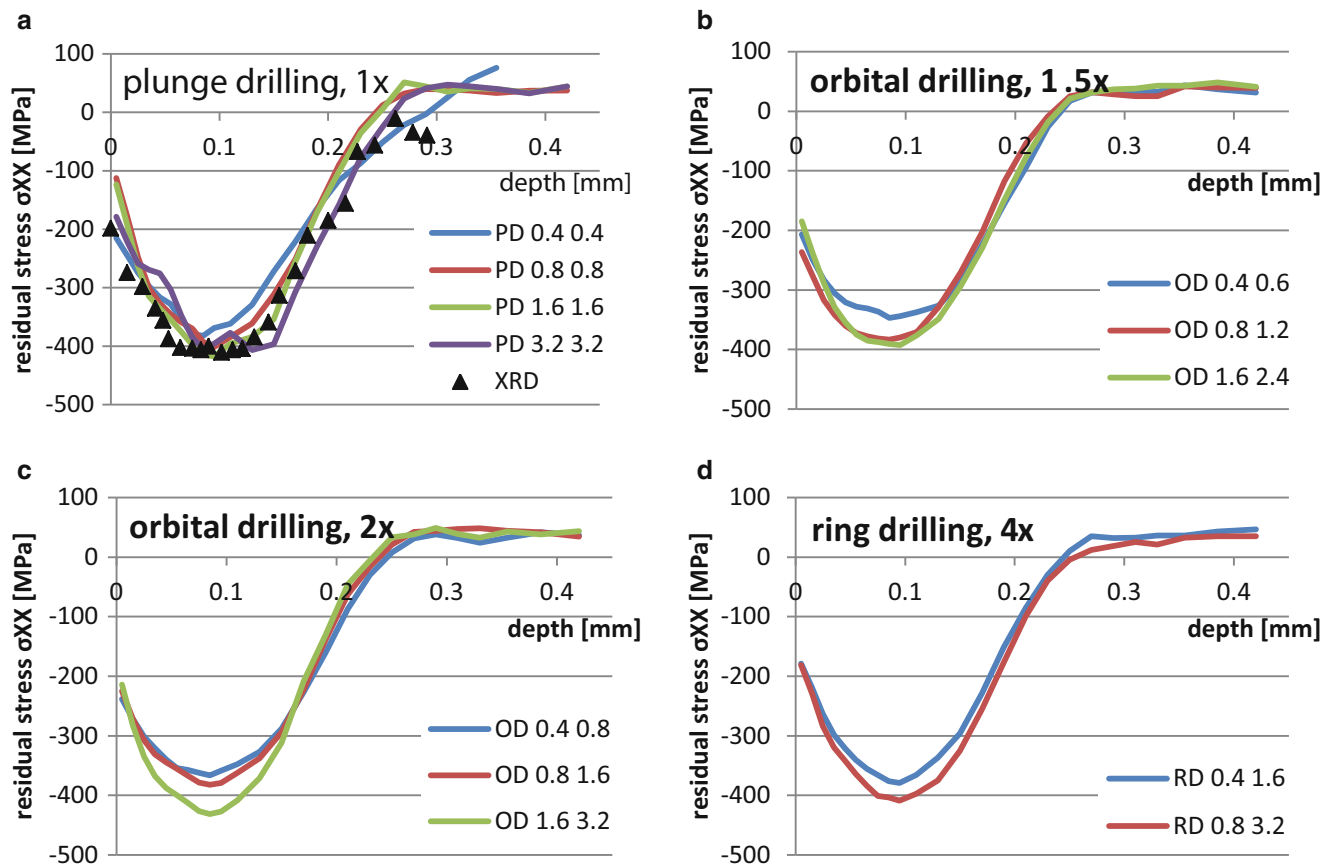 a
100
0
-100
-200
-300
-400
-500
0
0.1
0.2
0.3
0.4
residual stress σXX [MPa]
plunge drilling, 1x
depth [mm]
PD 0.4 0.4
PD 0.8 0.8
PD 1.6 1.6
PD 3.2 3.2
XRD
b
100
0
-100
-200
-300
-400
-500
0
0.1
0.2
0.3
0.4
residual stress σXX [MPa]
orbital drilling, 1.5x
depth [mm]
OD 0.4 0.6
OD 0.8 1.2
OD 1.6 2.4
c
100
0
-100
-200
-300
-400
-500
0
0.1
0.2
0.3
0.4
residual stress σXX [MPa]
orbital drilling, 2x
depth [mm]
OD 0.4 0.8
OD 0.8 1.6
OD 1.6 3.2
d
100
0
-100
-200
-300
-400
-500
0
0.1
0.2
0.3
0.4
residual stress σXX [MPa]
ring drilling, 4x
depth [mm]
RD 0.4 1.6
RD 0.8 3.2